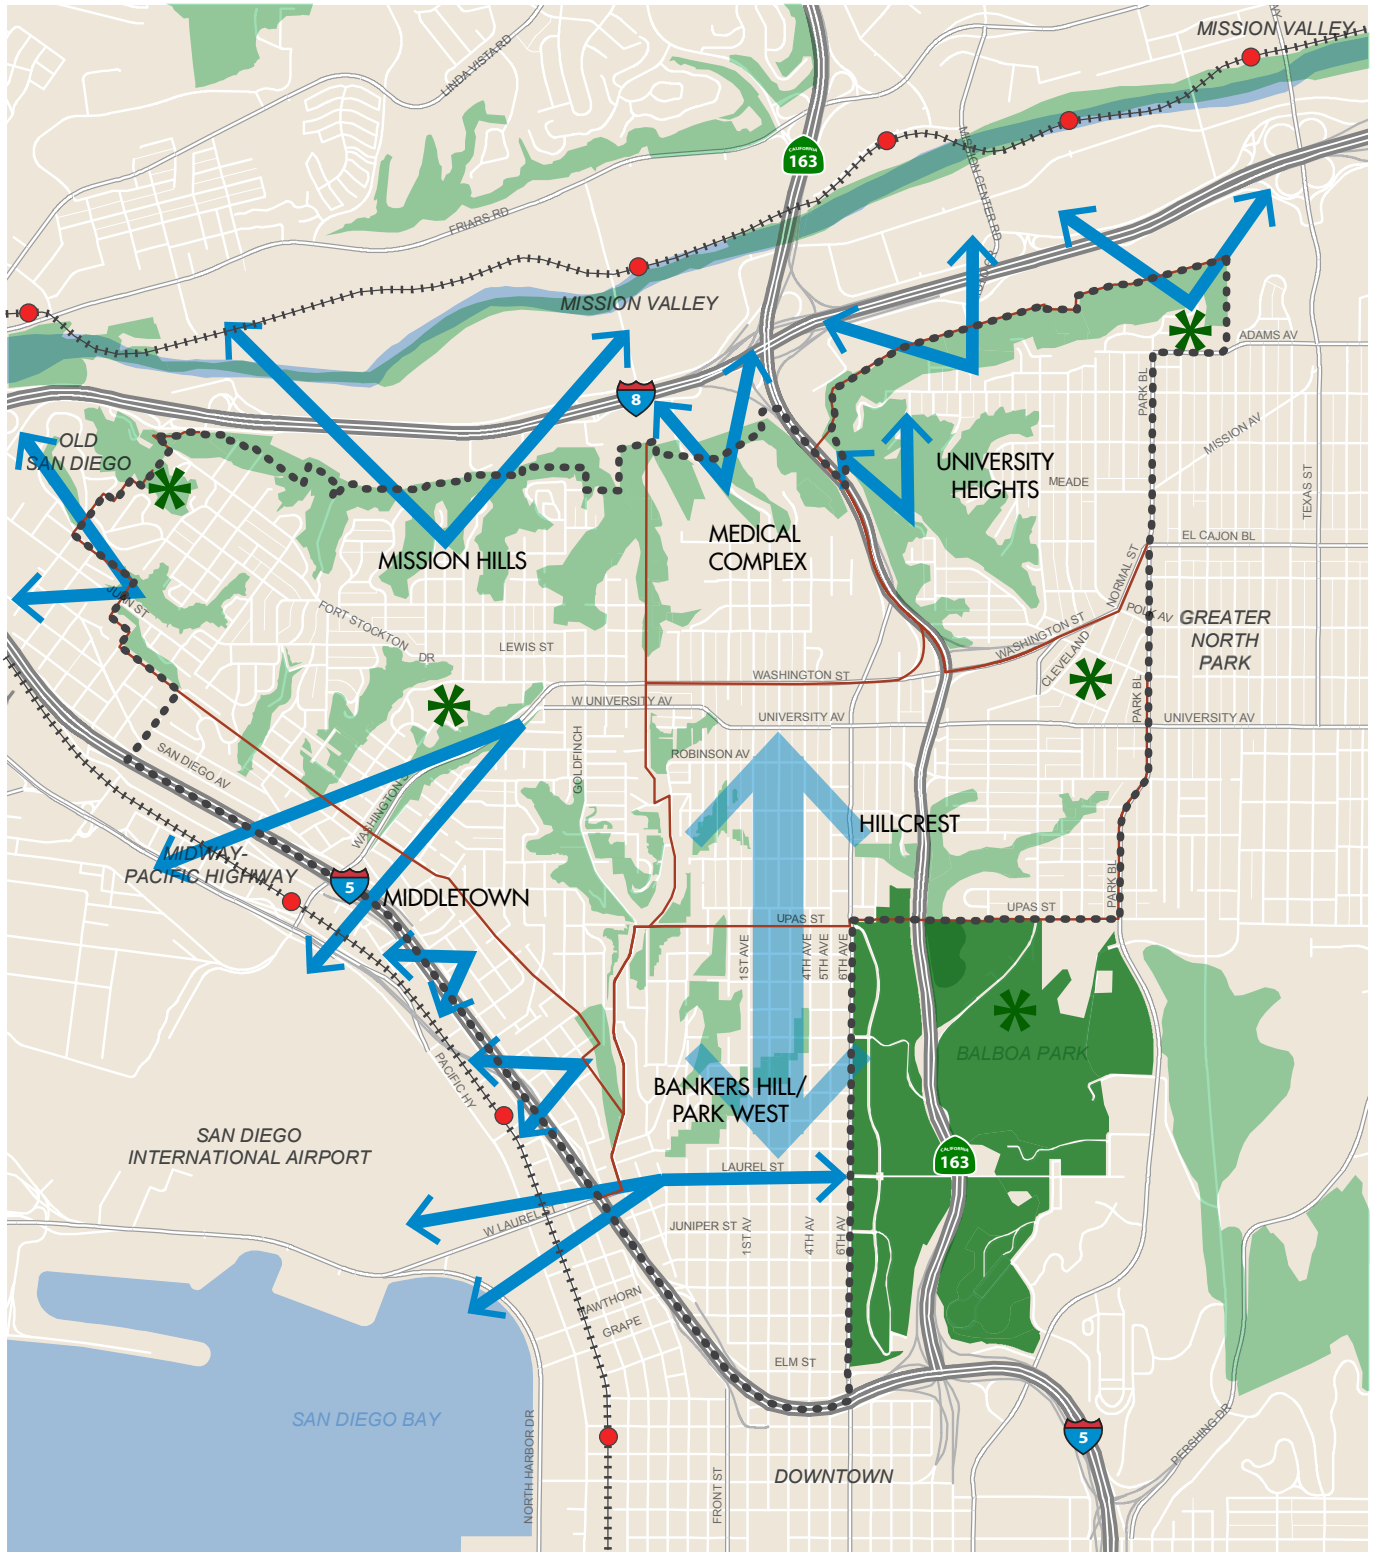 MISSION VALLEY
LINDA VISTA RD
CALIFORNIA
163
MISSION CENTER RD
FRIARS RD
MISSION VALLEY
ADAMS AV
8
PARK BL
OLD
SAN DIEGO
MISSION AV
UNIVERSITY
HEIGHTS
MEADE
TEXAS ST
MEDICAL
COMPLEX
EL CAJON BL
MISSION HILLS
NORMAL ST
JUAN ST
FORT STOCKTON
DR
POLK AV
GREATER
NORTH
PARK
LEWIS ST
WASHINGTON ST
CLEVELAND
WASHINGTON ST
W UNIVERSITY AV
UNIVERSITY AV
PARK BL
UNIVERSITY AV
SAN DIEGO AV
GOLDFINCH
ROBINSON AV
WASHINGTON S
HILLCREST
MIDWAY-
PACIFIC HIGHWAY
5
MIDDLETOWN
PARK BL
UPAS ST
UPAS ST
1ST AVE
4TH AVE
5TH AVE
6TH AVE
BALBOA PARK
PACIFIC HY
BANKERS HILL/
PARK WEST
SAN DIEGO
INTERNATIONAL AIRPORT
CALIFORNIA
163
LAUREL ST
W LAUREL ST
JUNIPER ST
1ST AV
4TH AV
6TH AV
HAWTHORN
GRAPE
ELM ST
SAN DIEGO BAY
5
PERSHING DR
NORTH HARBOR DR
FRONT ST
DOWNTOWN